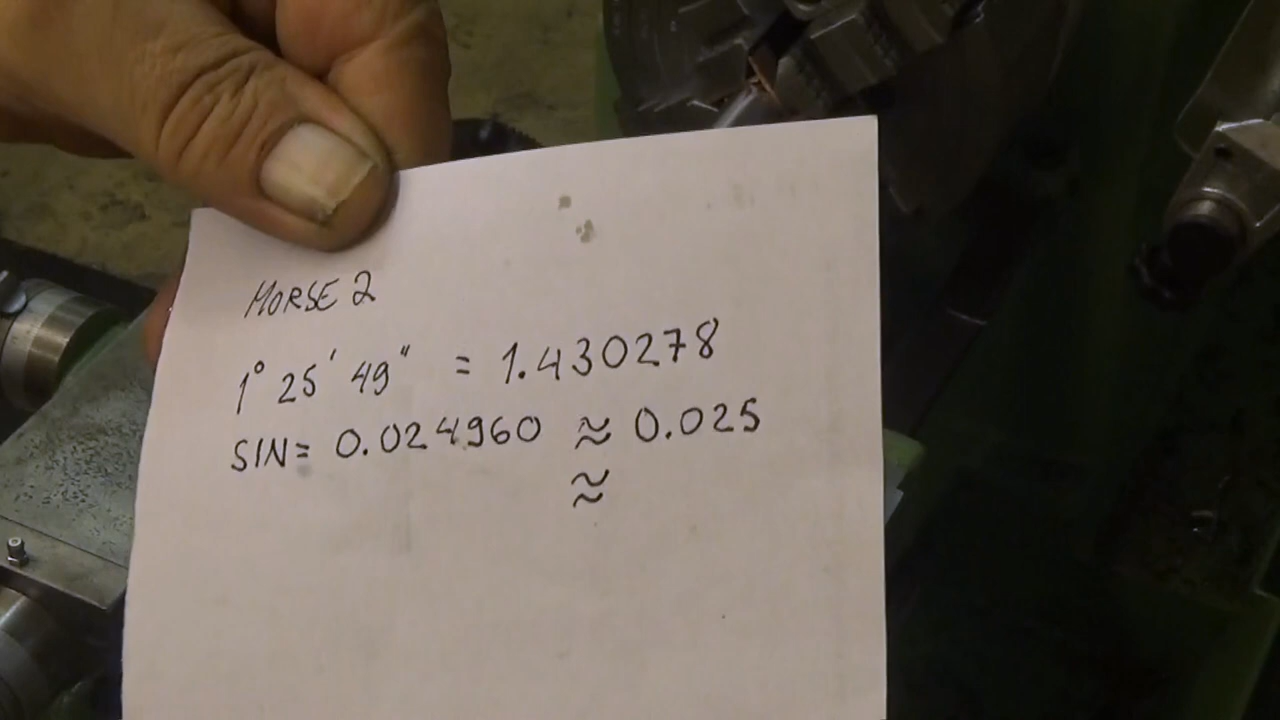 MORSE 2
1° 25' 49" = 1.430278
SIN= 0.024960 ≈ 0.025
≈